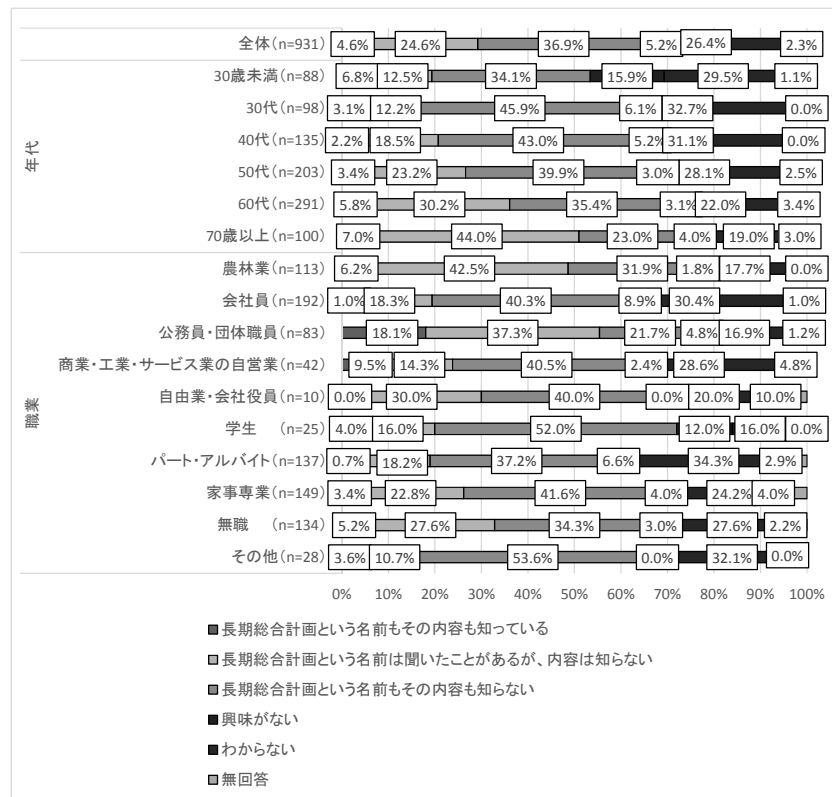 全体(n=931) 4.6% 24.6% 36.9% 5.2% 26.4% 2.3%
年代
30歳未満(n=88) 6.8% 12.5% 34.1% 15.9% 29.5% 1.1%
30代(n=98) 3.1% 12.2% 45.9% 6.1% 32.7% 0.0%
40代(n=135) 2.2% 18.5% 43.0% 5.2% 31.1% 0.0%
50代(n=203) 3.4% 23.2% 39.9% 3.0% 28.1% 2.5%
60代(n=291) 5.8% 30.2% 35.4% 3.1% 22.0% 3.4%
70歳以上(n=100) 7.0% 44.0% 23.0% 4.0% 19.0% 3.0%
職業
農林業(n=113) 6.2% 42.5% 31.9% 1.8% 17.7% 0.0%
会社員(n=192) 1.0% 18.3% 40.3% 8.9% 30.4% 1.0%
公務員・団体職員(n=83) 18.1% 37.3% 21.7% 4.8% 16.9% 1.2%
商業・工業・サービス業の自営業(n=42) 9.5% 14.3% 40.5% 2.4% 28.6% 4.8%
自由業・会社役員(n=10) 0.0% 30.0% 40.0% 0.0% 20.0% 10.0%
学生 (n=25) 4.0% 16.0% 52.0% 12.0% 16.0% 0.0%
パート・アルバイト(n=137) 0.7% 18.2% 37.2% 6.6% 34.3% 2.9%
家事専業(n=149) 3.4% 22.8% 41.6% 4.0% 24.2% 4.0%
無職 (n=134) 5.2% 27.6% 34.3% 3.0% 27.6% 2.2%
その他(n=28) 3.6% 10.7% 53.6% 0.0% 32.1% 0.0%
0% 10% 20% 30% 40% 50% 60% 70% 80% 90% 100%
長期総合計画という名前もその内容も知っている
長期総合計画という名前は聞いたことがあるが、内容は知らない
長期総合計画という名前もその内容も知らない
興味がない
わからない
無回答